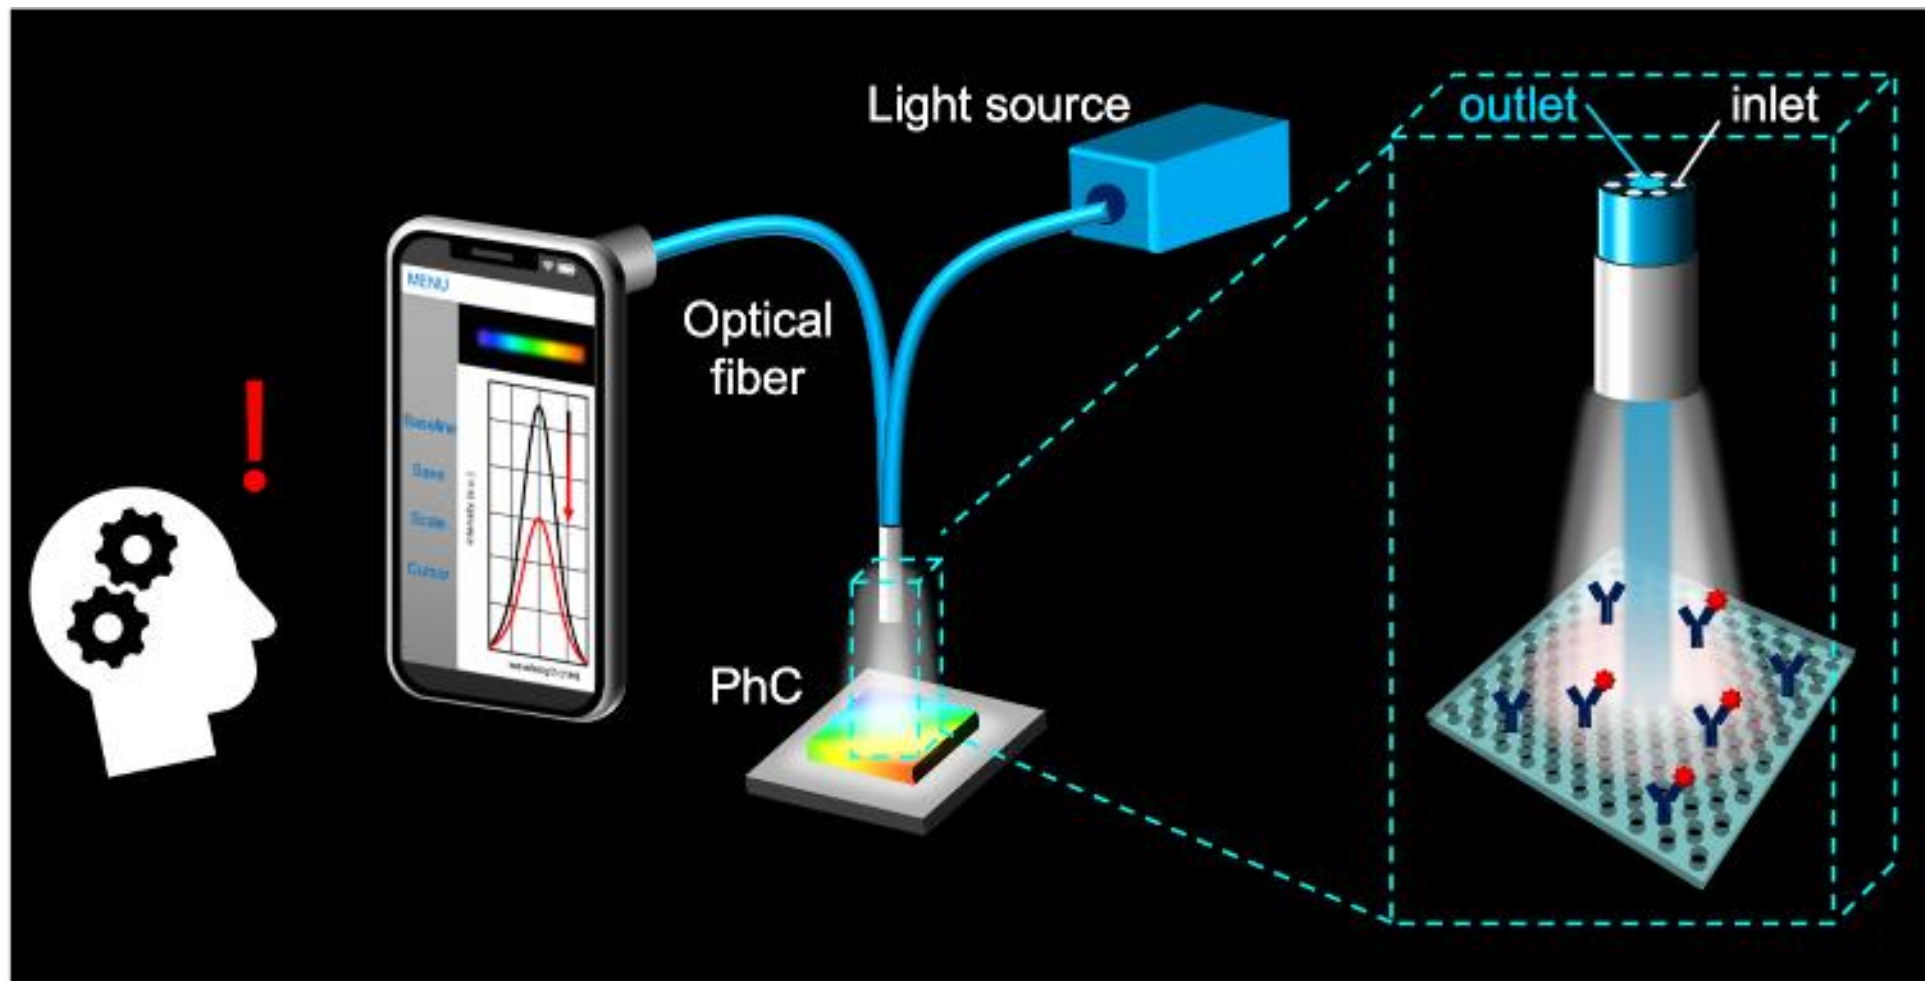 Light source
outlet
inlet
MENU
Optical
fiber
Baseline
Save
Scale
Cursor
PhC